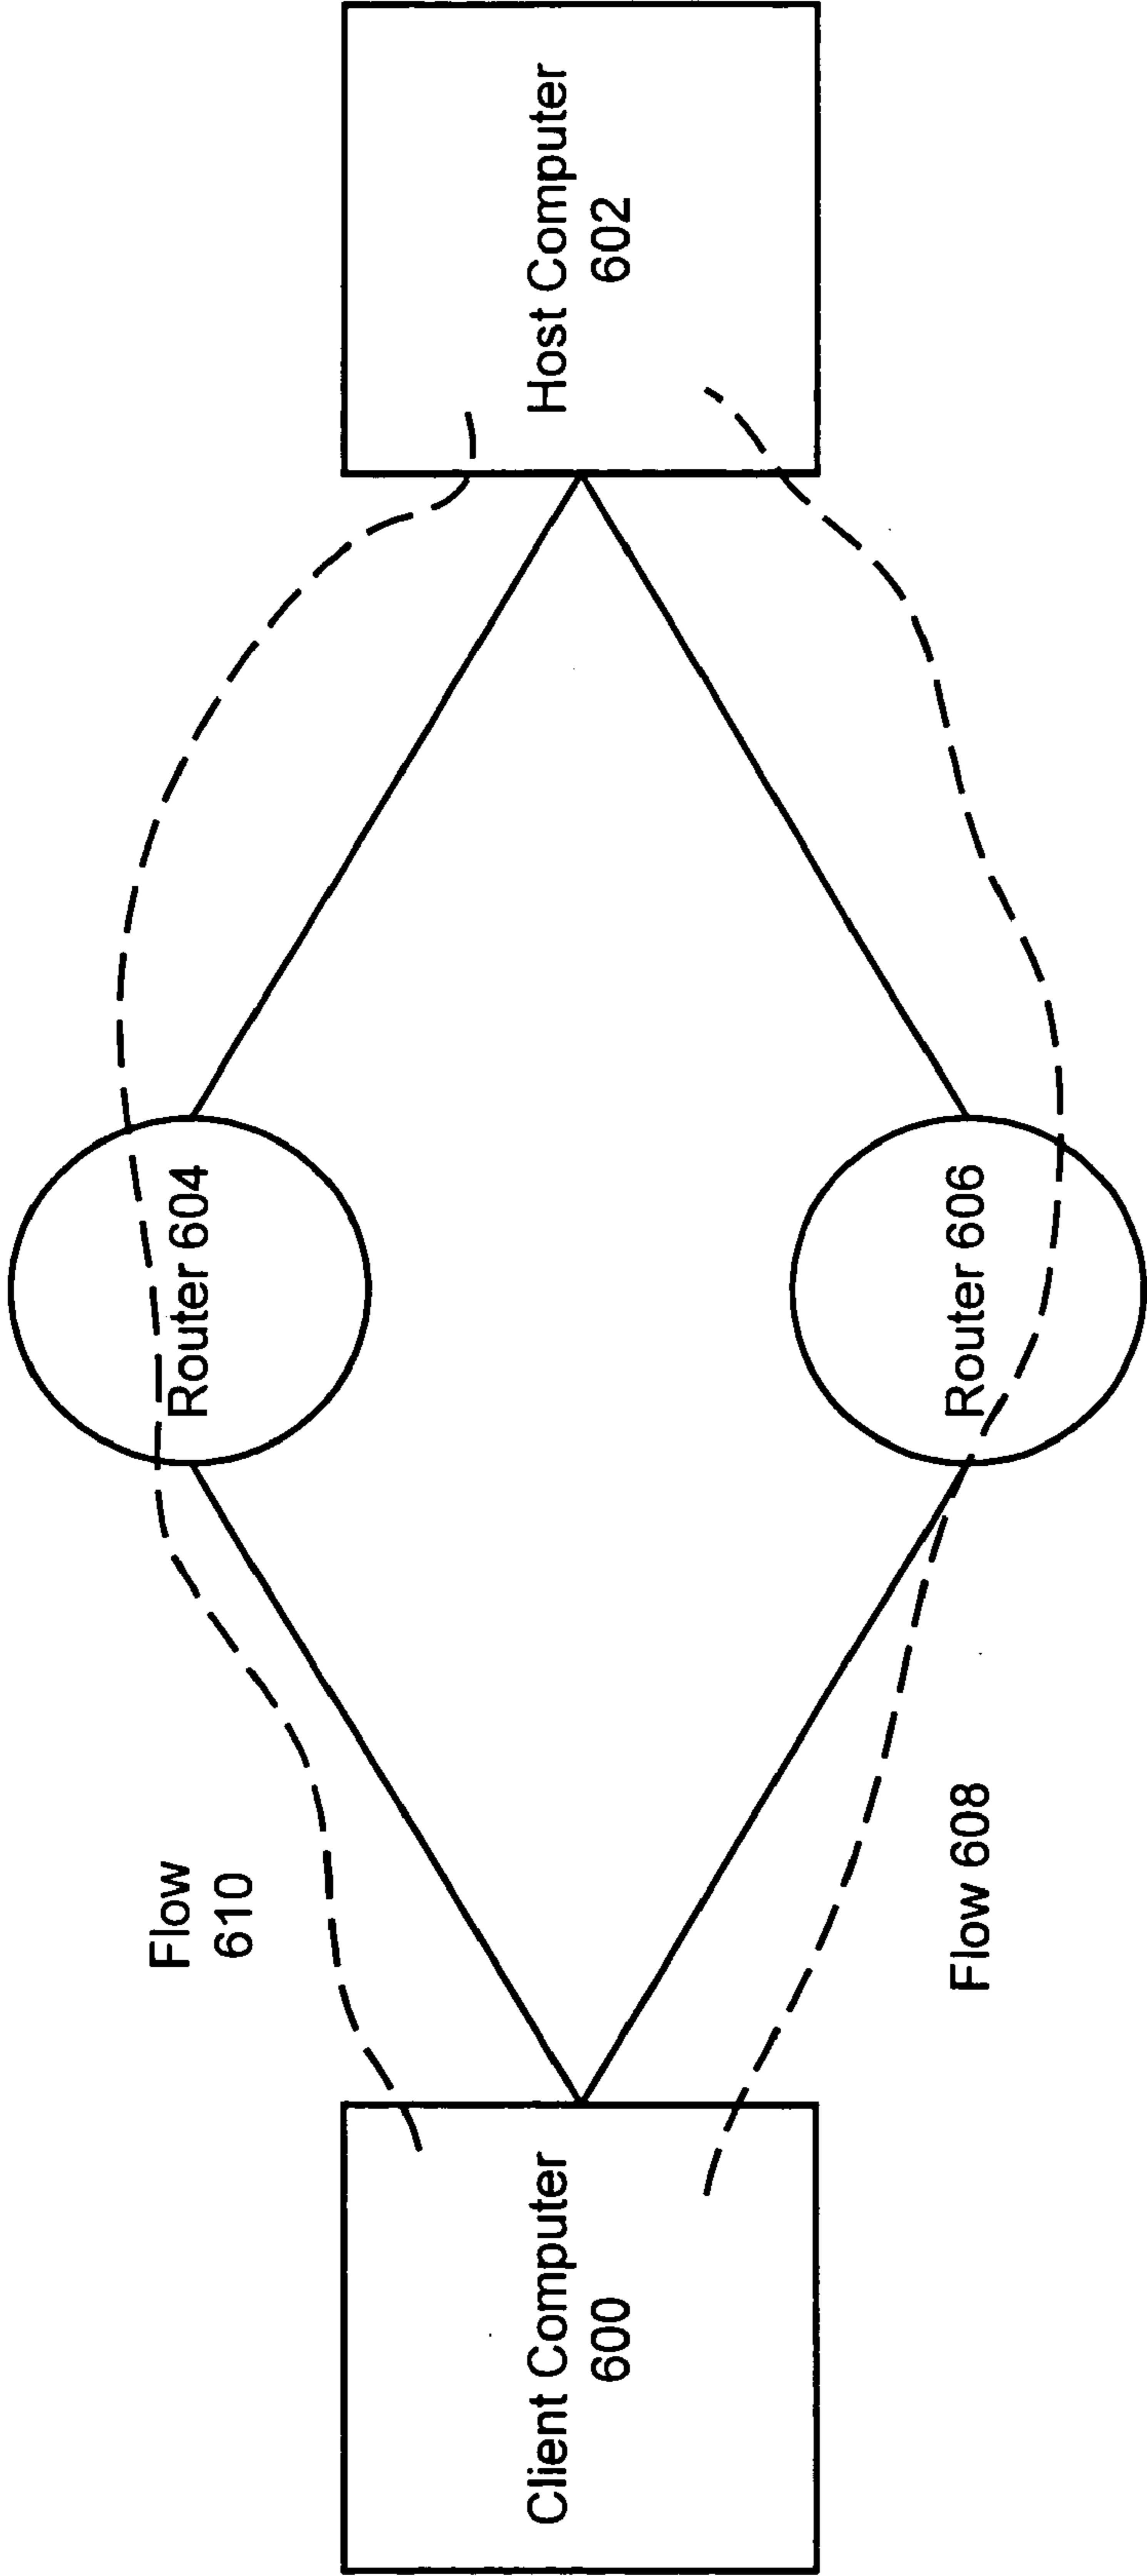 Flow
610
Router 604
Client Computer
600
Host Computer
602
Flow 608
Router 606